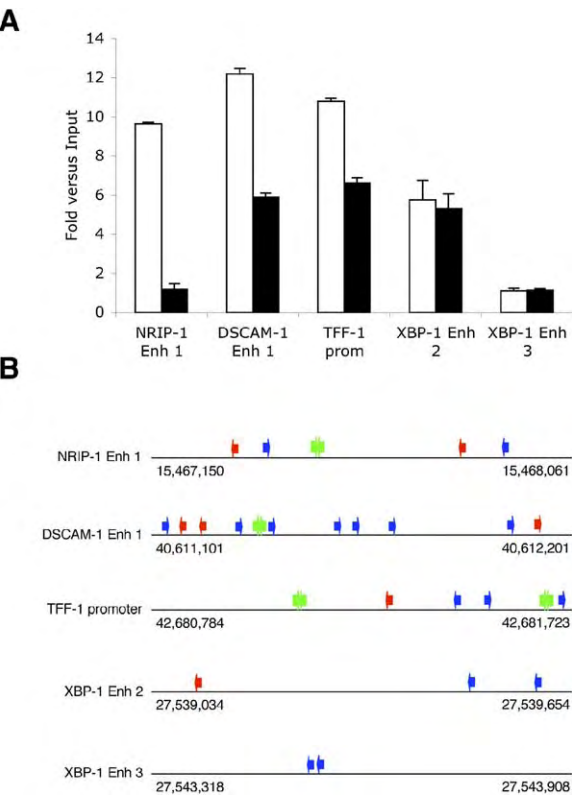 A
14
12
10
8
6
4
2
0
Fold versus Input
NRIP-1 Enh 1
DSCAM-1 Enh 1
TFF-1 prom
XBP-1 Enh 2
XBP-1 Enh 3
B
NRIP-1 Enh 1
15,467,150 15,468,061
DSCAM-1 Enh 1
40,611,101 40,612,201
TFF-1 promoter
42,680,784 42,681,723
XBP-1 Enh 2
27,539,034 27,539,654
XBP-1 Enh 3
27,543,318 27,543,908